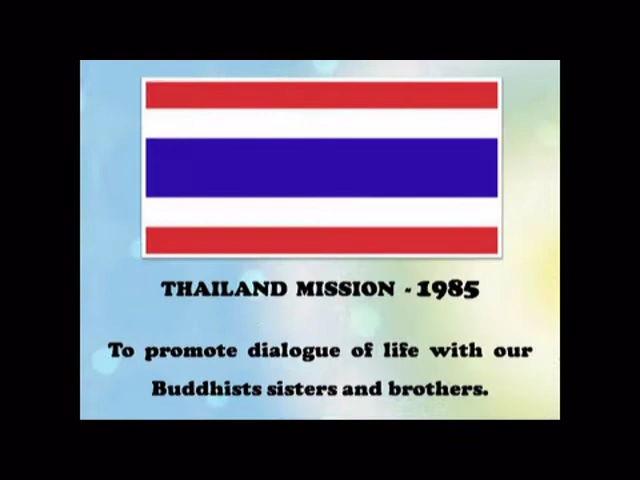 THAILAND MISSION - 1985
To promote dialogue of life with our
Buddhists sisters and brothers.